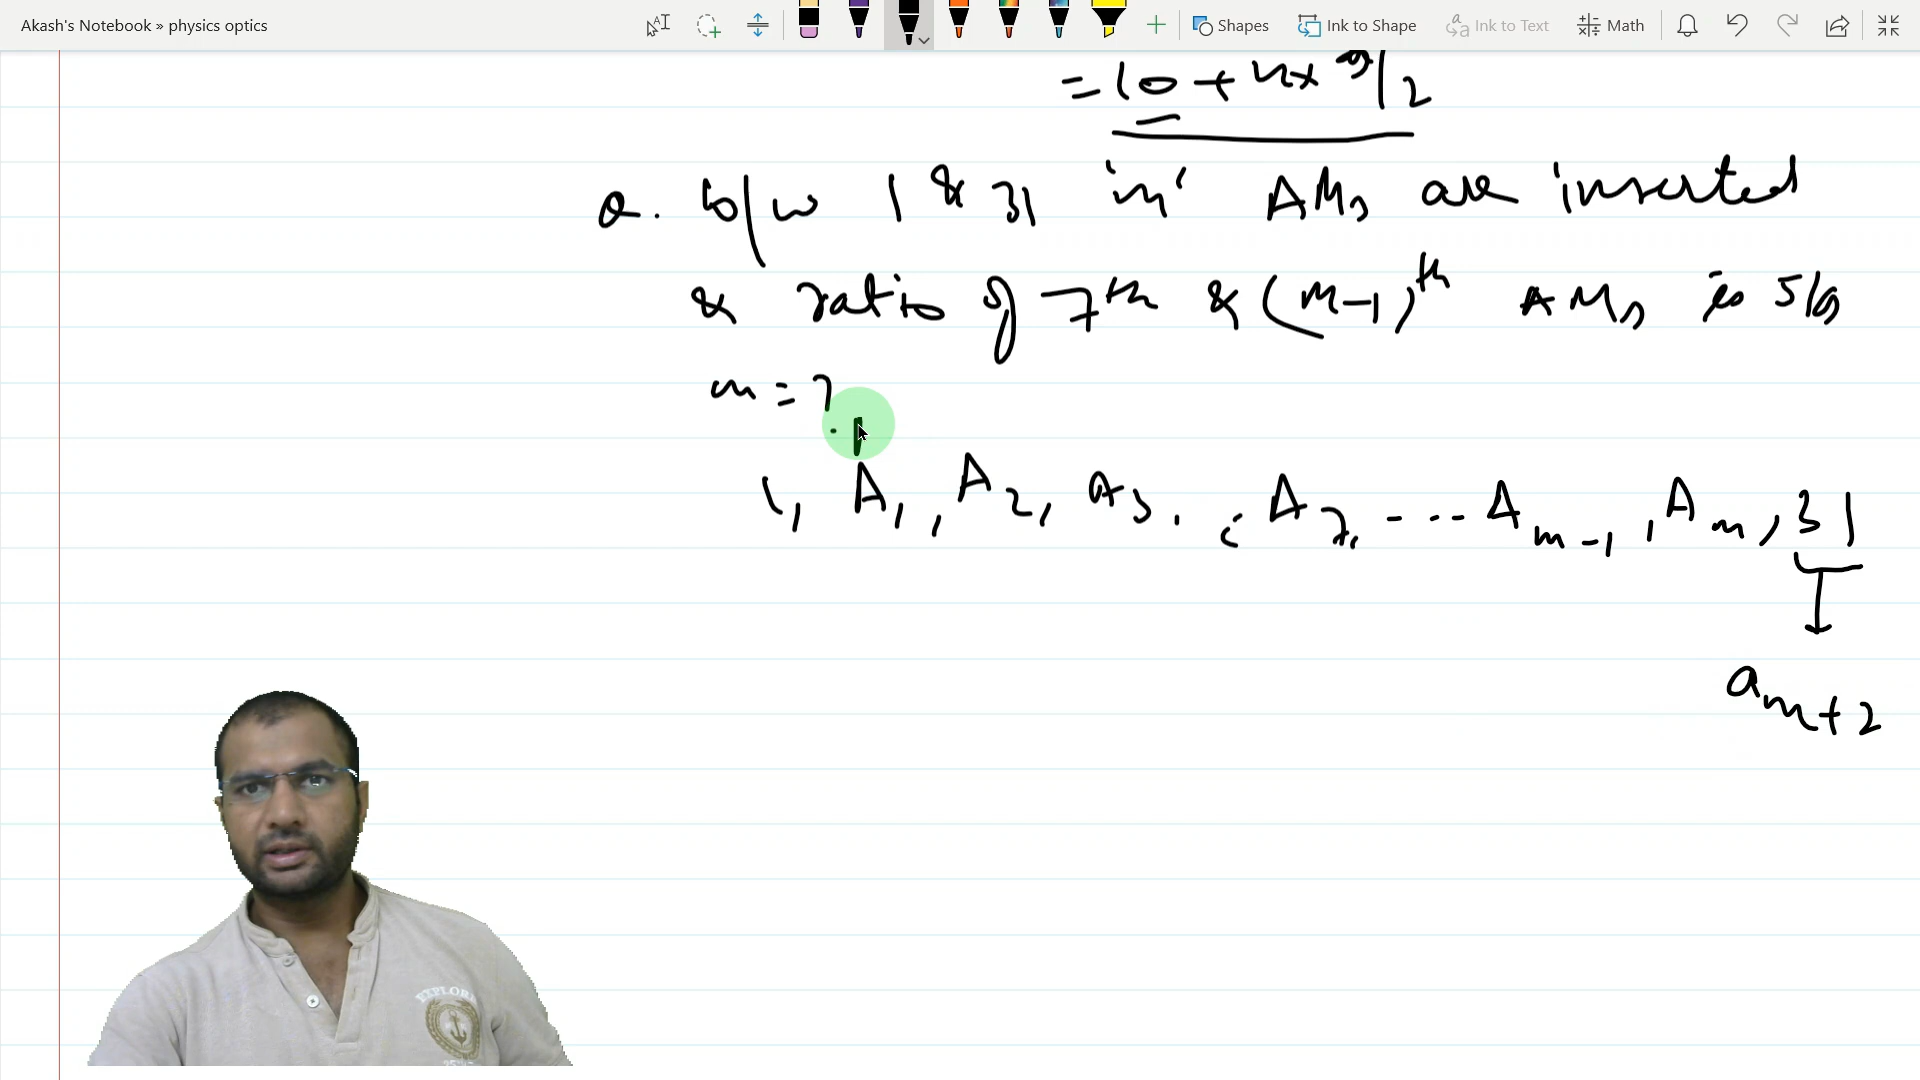 Akash's Notebook » physics optics
Shapes
Ink to Shape
Ink to Text
Math
= 10 + n × 9/2
Q. b/w 1 & 31 'm' AMs are inserted
& ratio of 7th & (m-1)th AMs is 5/9
m = ?
1, A1, A2, A3, A7, --- Am-1, Am, 31
am+2
EXPLOR